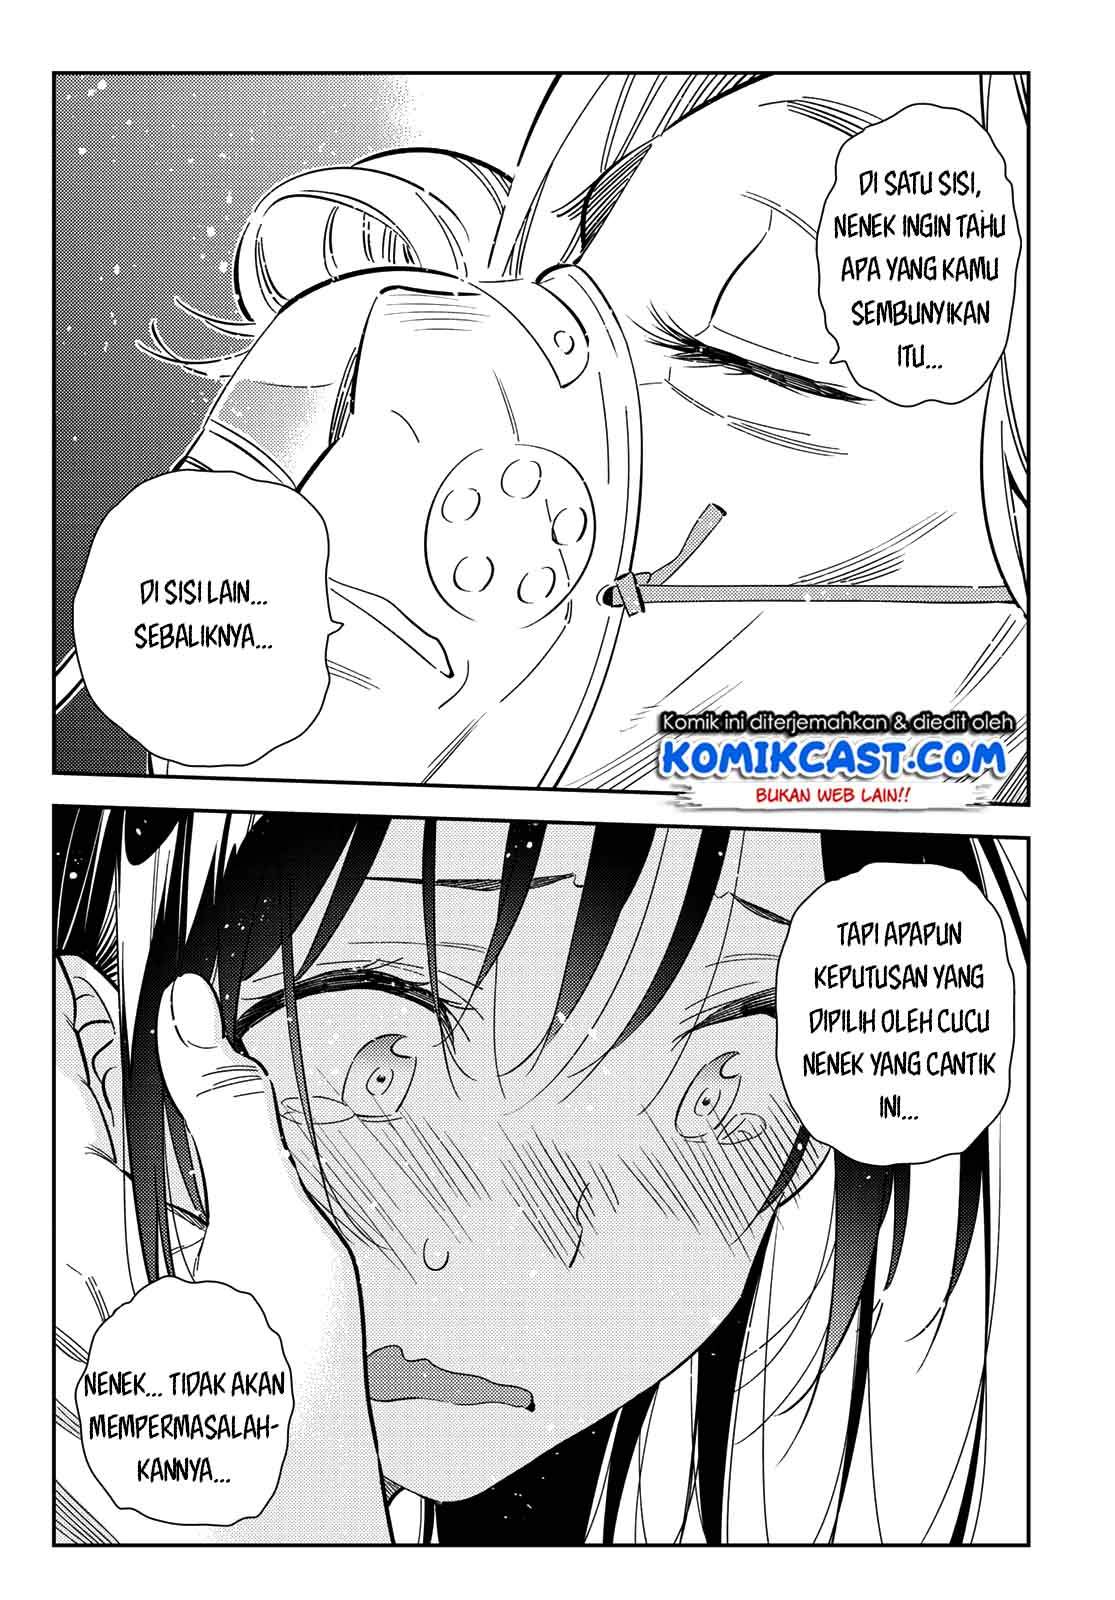 DI SATU SISI,
NENEK INGIN TAHU
APA YANG KAMU
SEMBUNYIKAN
ITU...
DI SISI LAIN...
SEBALIKNYA...
Komik ini diterjemahkan & diedit oleh
KOMIKCAST.COM
BUKAN WEB LAIN!!
TAPI APAPUN
KEPUTUSAN YANG
DIPILIH OLEH CUCU
NENEK YANG CANTIK
INI...
NENEK... TIDAK AKAN
MEMPERMASALAH-
KANNYA...